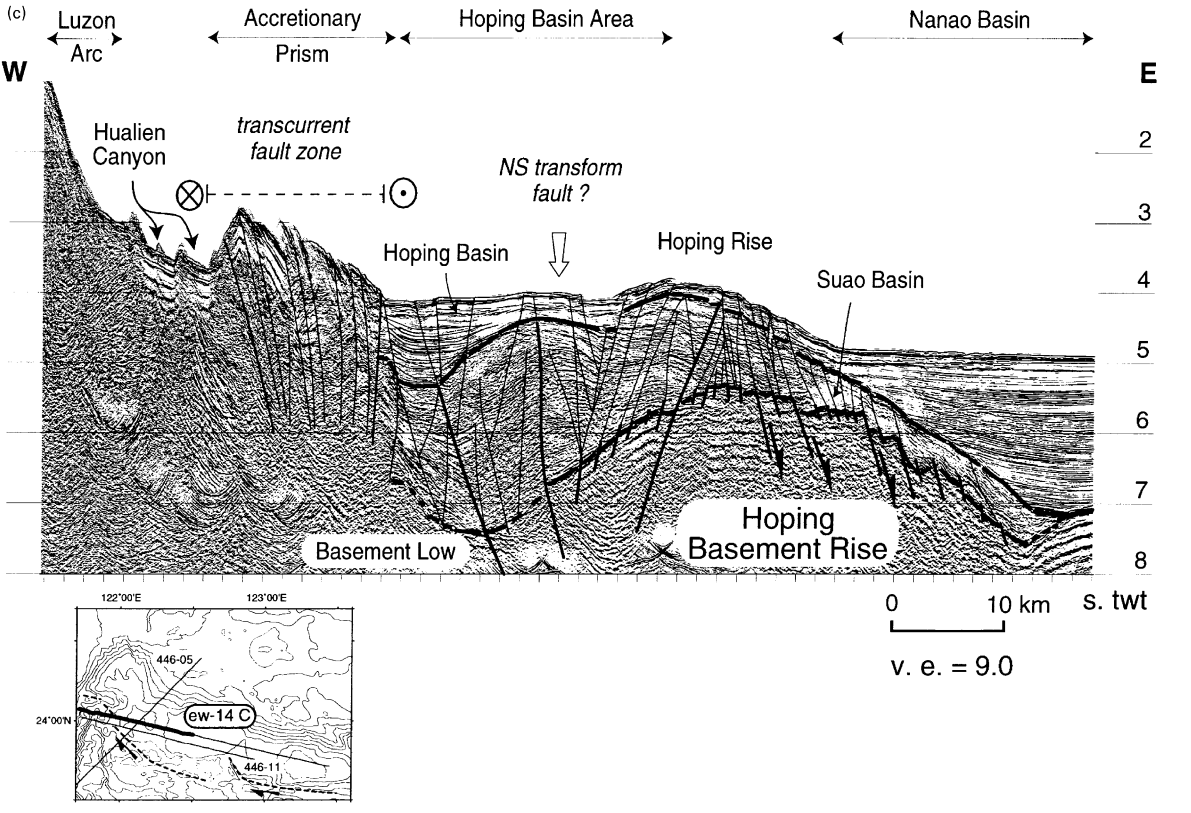 (c)
Luzon
Arc
Accretionary
Prism
Hoping Basin Area
Nanao Basin
W
E
Hualien
Canyon
transcurrent
fault zone
NS transform
fault ?
Hoping Basin
Hoping Rise
Suao Basin
2
3
4
5
6
7
8
Basement Low
Hoping
Basement Rise
s. twt
0 10 km
v. e. = 9.0
122°00'E 123°00'E
24°00'N
446-05
ew-14 C
446-11